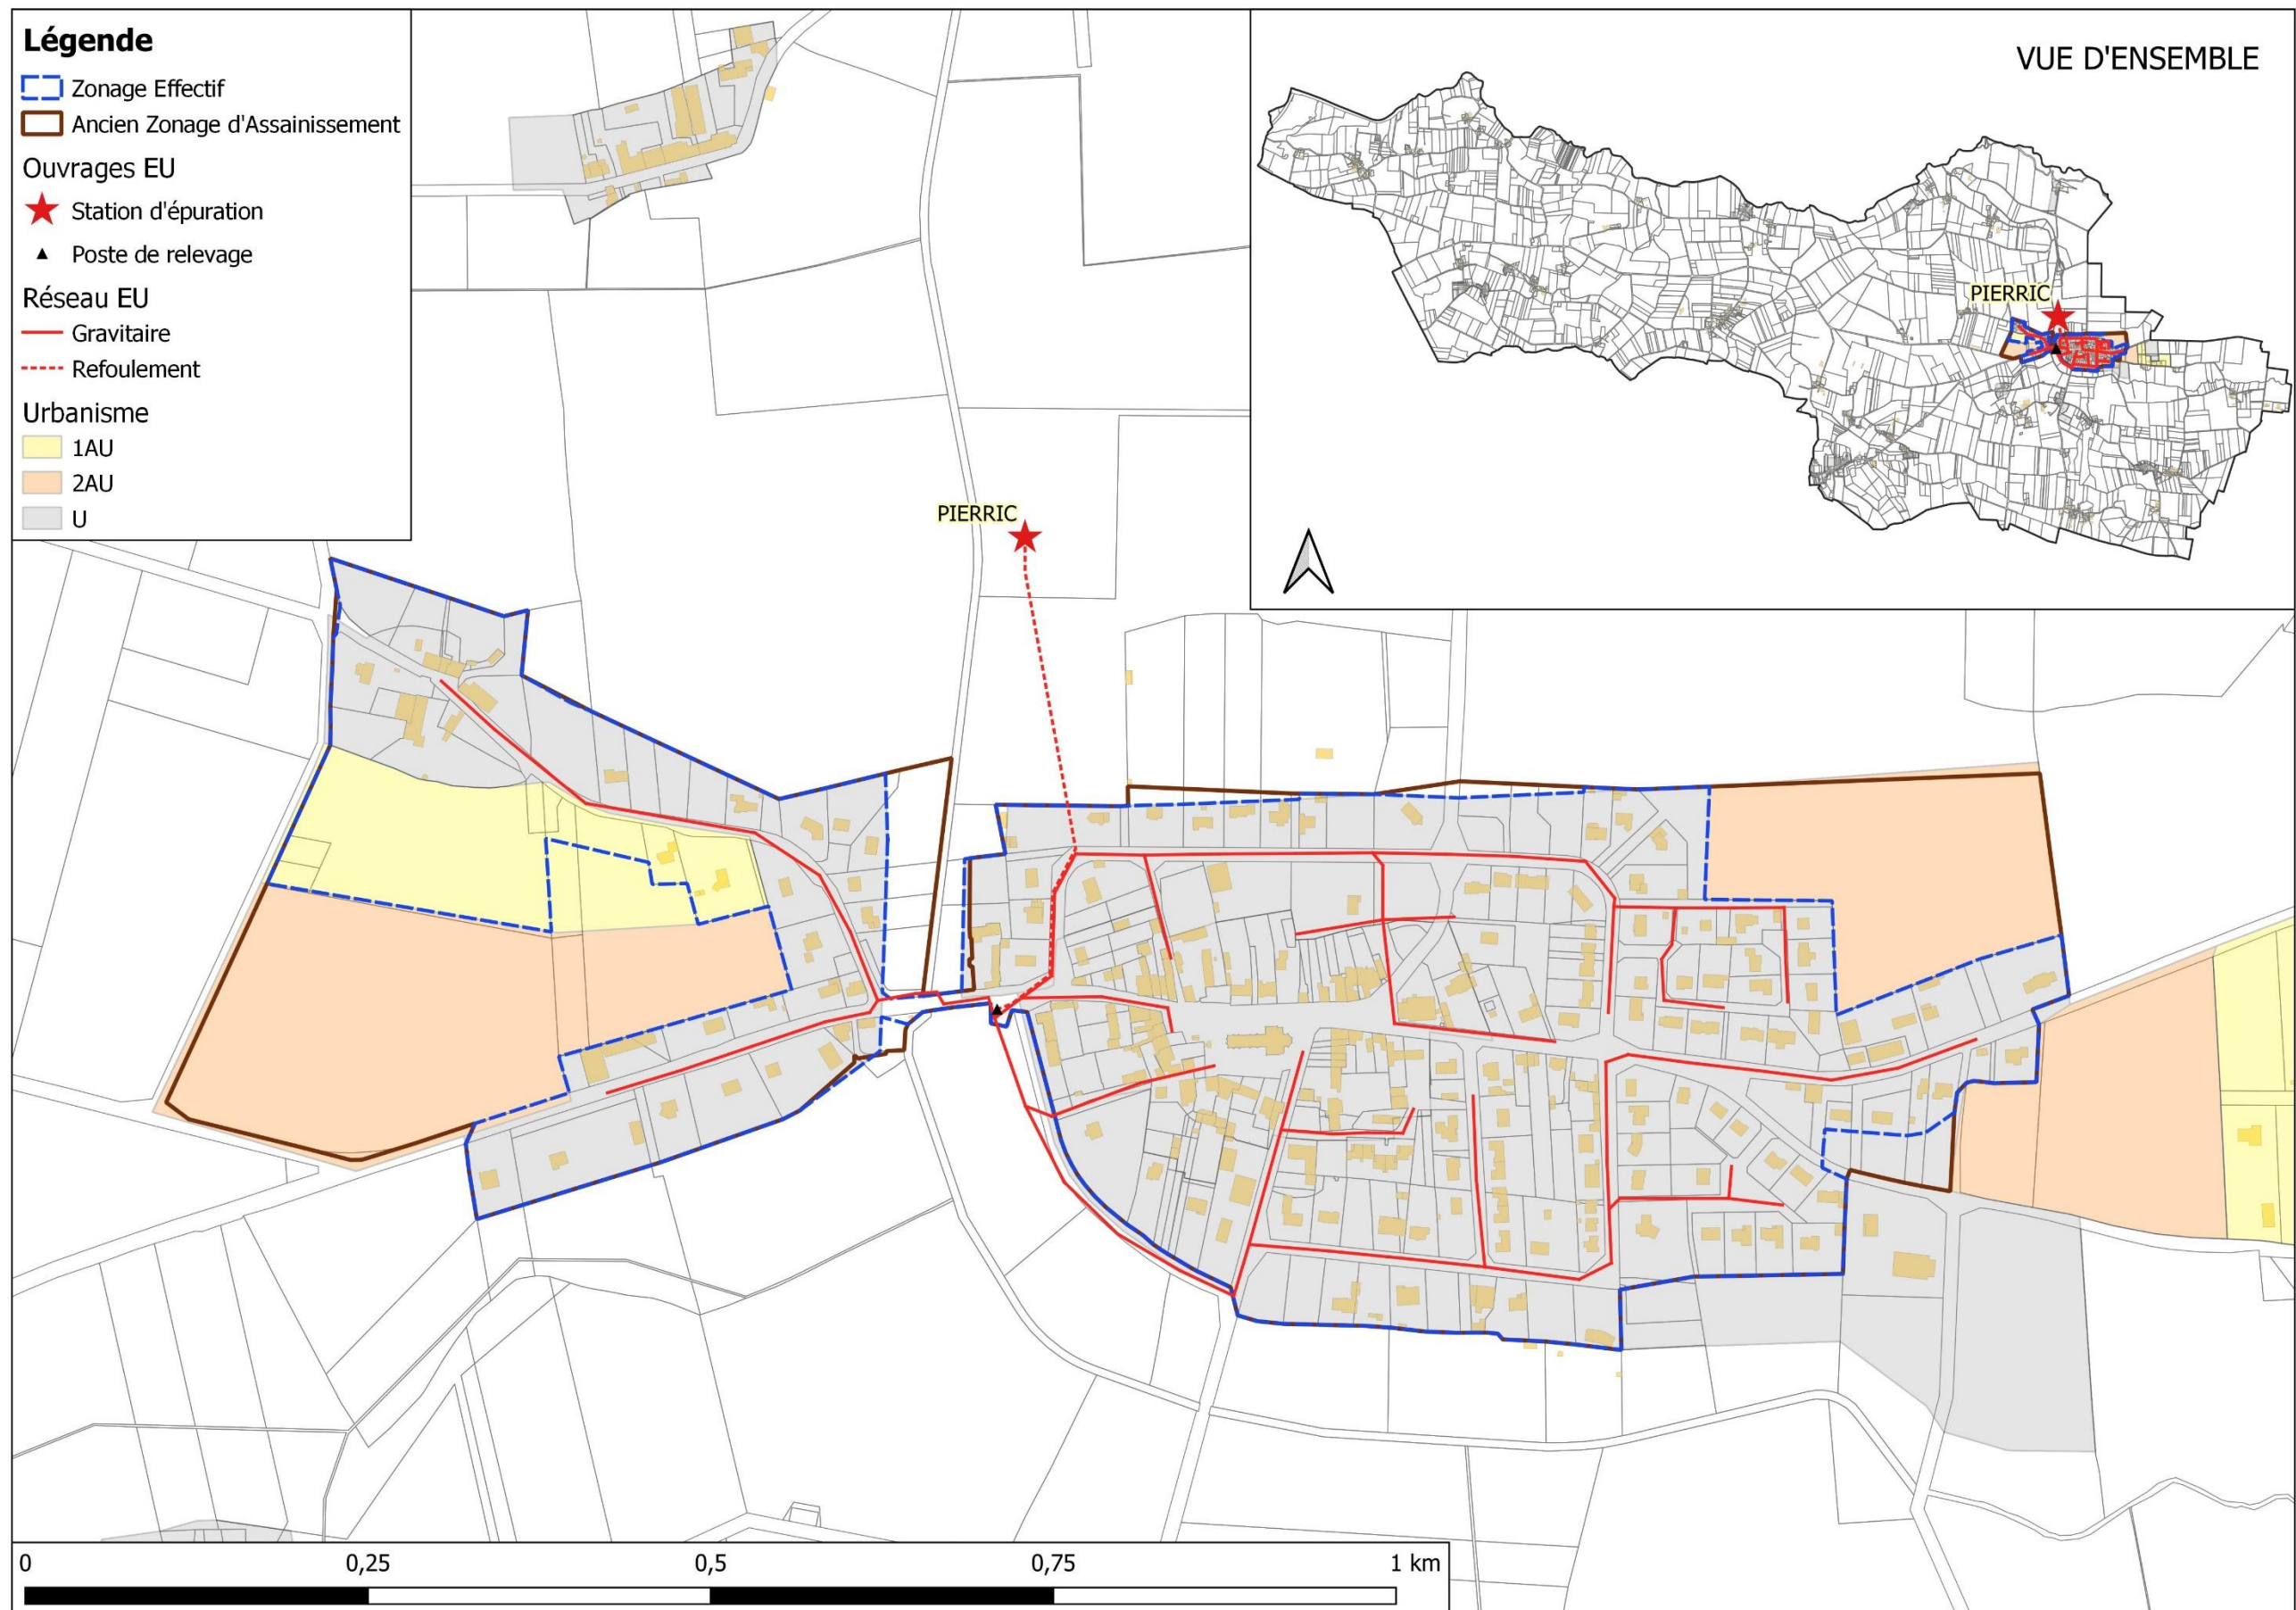 Légende
Zonage Effectif
Ancien Zonage d'Assainissement
Ouvrages EU
Station d'épuration
Poste de relevage
Réseau EU
Gravitaire
Refoulement
Urbanisme
1AU
2AU
U
VUE D'ENSEMBLE
PIERRIC
PIERRIC
0 0,25 0,5 0,75 1 km